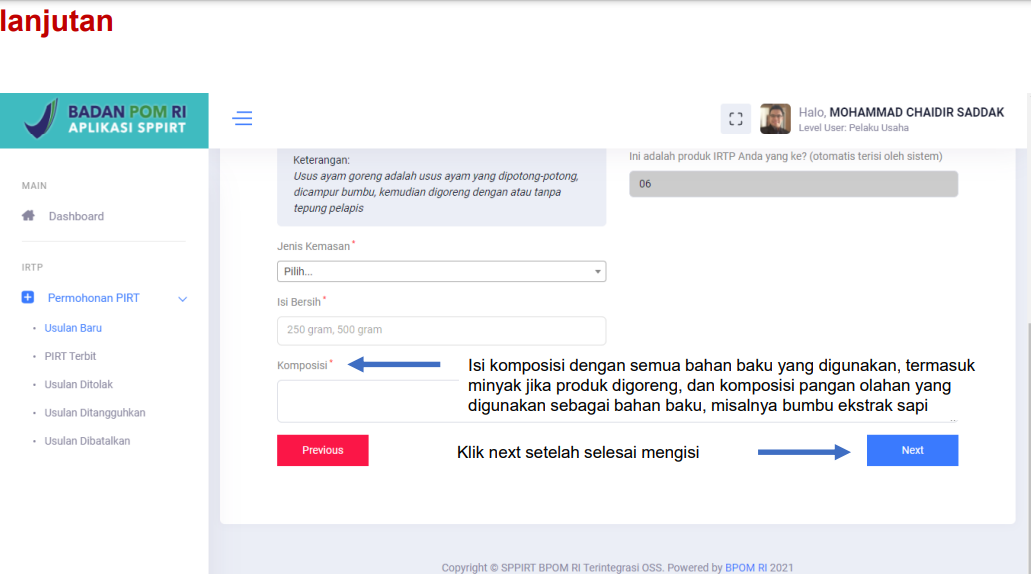 lanjutan
BADAN POM RI
APLIKASI SPPIRT
Halo, MOHAMMAD CHAIDIR SADDAK
Level User: Pelaku Usaha
MAIN
Dashboard
IRTP
Permohonan PIRT
Usulan Baru
PIRT Terbit
Usulan Ditolak
Usulan Ditangguhkan
Usulan Dibatalkan
Keterangan:
Usus ayam goreng adalah usus ayam yang dipotong-potong,
dicampur bumbu, kemudian digoreng dengan atau tanpa
tepung pelapis
Ini adalah produk IRTP Anda yang ke? (otomatis terisi oleh sistem)
06
Jenis Kemasan *
Pilih...
Isi Bersih *
250 gram, 500 gram
Komposisi *
Isi komposisi dengan semua bahan baku yang digunakan, termasuk
minyak jika produk digoreng, dan komposisi pangan olahan yang
digunakan sebagai bahan baku, misalnya bumbu ekstrak sapi
Previous
Klik next setelah selesai mengisi
Next
Copyright © SPPIRT BPOM RI Terintegrasi OSS. Powered by BPOM RI 2021